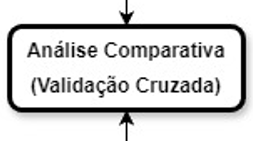 Análise Comparativa
(Validação Cruzada)